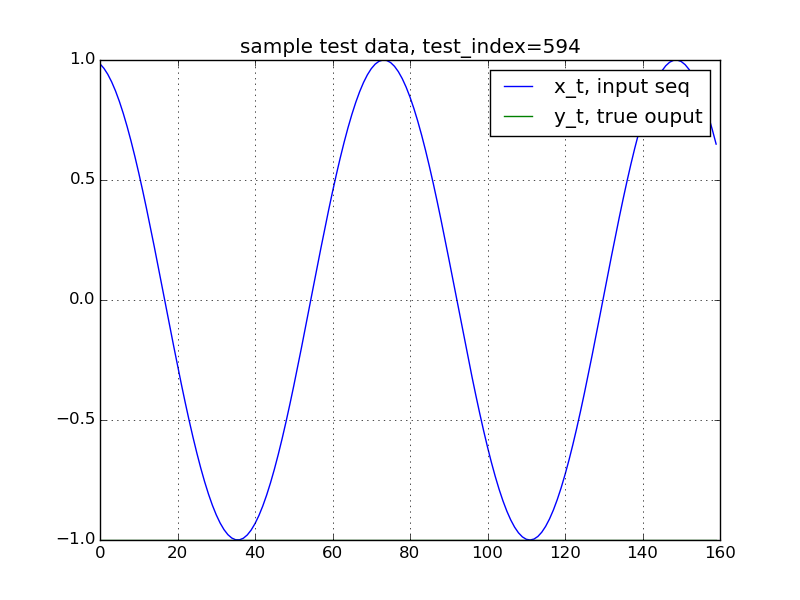 sample test data, test_index=594
x_t, input seq
y_t, true ouput
1.0
0.5
0.0
−0.5
−1.0
0 20 40 60 80 100 120 140 160